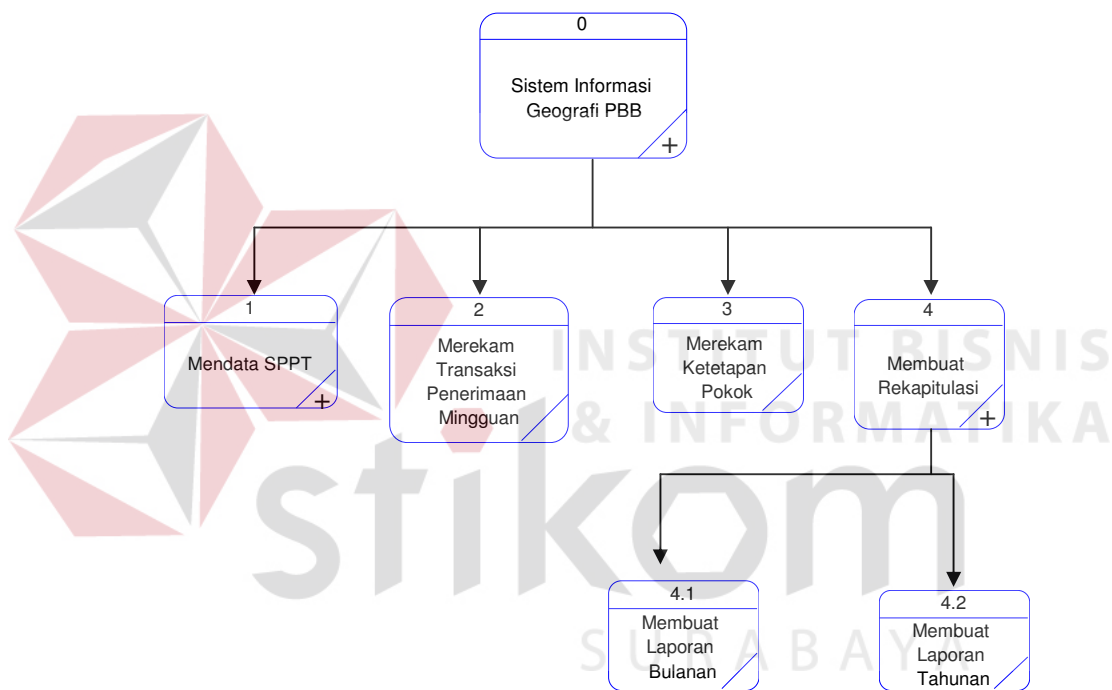 0
Sistem Informasi
Geografi PBB
+
1
Mendata SPPT
+
2
Merekam
Transaksi
Penerimaan
Mingguan
3
Merekam
Ketetapan
Pokok
4
Membuat
Rekapitulasi
+
INSTITUT BISNIS
& INFORMATIKA
stikom
SURABAYA
4.1
Membuat
Laporan
Bulanan
4.2
Membuat
Laporan
Tahunan